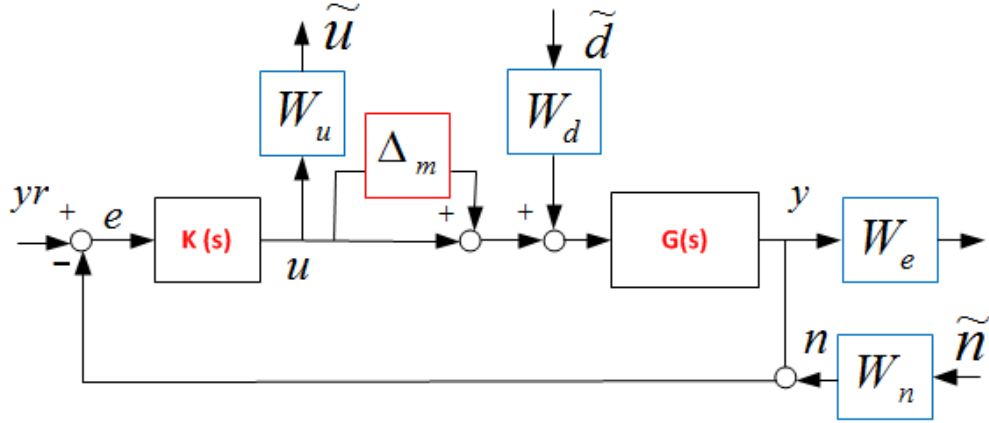 ũ
d̃
W_u
W_d
Δ_m
yr
+
e
K (s)
u
+
+
G(s)
y
W_e
−
n
W_n
ñ